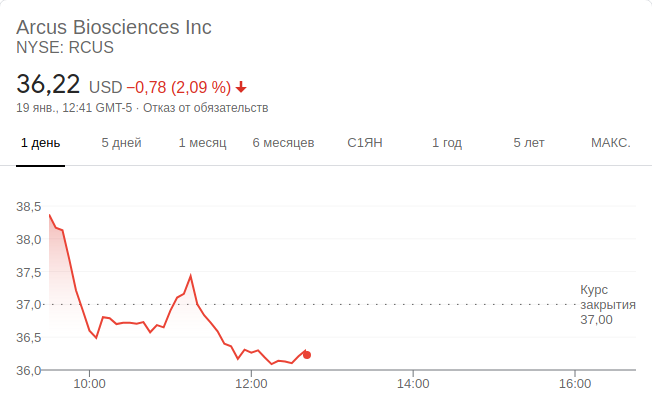 Arcus Biosciences Inc
NYSE: RCUS
36,22 USD −0,78 (2,09 %)
19 янв., 12:41 GMT-5 · Отказ от обязательств
1 день 5 дней 1 месяц 6 месяцев С1ЯН 1 год 5 лет МАКС.
38,5
38,0
37,5
37,0
36,5
36,0
Курс
закрытия
37,00
10:00 12:00 14:00 16:00